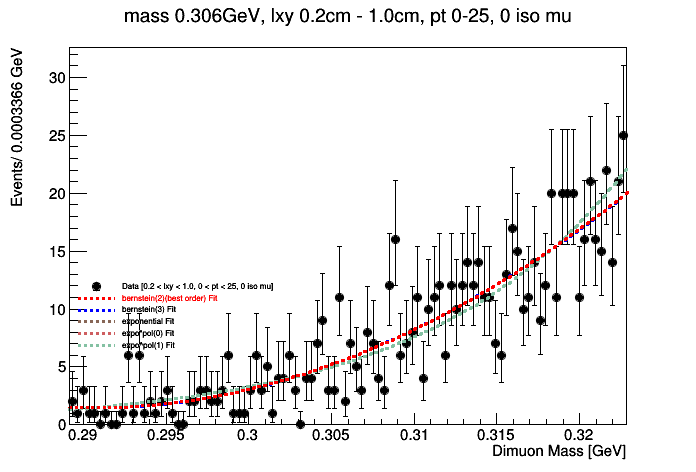 mass 0.306GeV, lxy 0.2cm - 1.0cm, pt 0-25, 0 iso mu
Events/ 0.0003366 GeV
30
25
20
15
10
5
0
Data [0.2 < lxy < 1.0, 0 < pt < 25, 0 iso mu]
bernstein(2)(best order) Fit
bernstein(3) Fit
exponential Fit
expo*pol(0) Fit
expo*pol(1) Fit
0.29 0.295 0.3 0.305 0.31 0.315 0.32
Dimuon Mass [GeV]